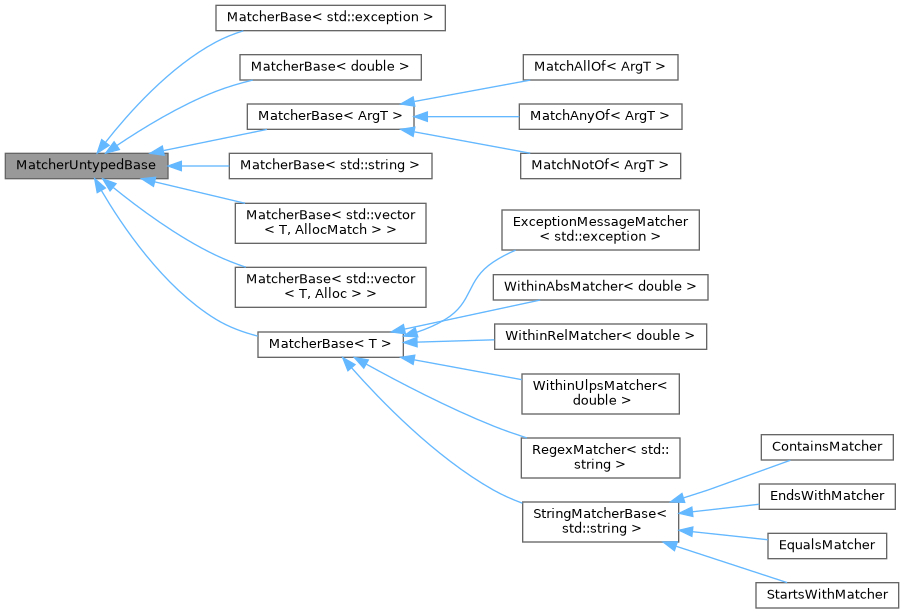 MatcherBase< std::exception >
MatcherBase< double >
MatchAllOf< ArgT >
MatcherBase< ArgT >
MatchAnyOf< ArgT >
MatcherUntypedBase
MatcherBase< std::string >
MatchNotOf< ArgT >
MatcherBase< std::vector
< T, AllocMatch > >
ExceptionMessageMatcher
< std::exception >
MatcherBase< std::vector
< T, Alloc > >
WithinAbsMatcher< double >
MatcherBase< T >
WithinRelMatcher< double >
WithinUlpsMatcher<
double >
RegexMatcher< std::
string >
StringMatcherBase<
std::string >
ContainsMatcher
EndsWithMatcher
EqualsMatcher
StartsWithMatcher